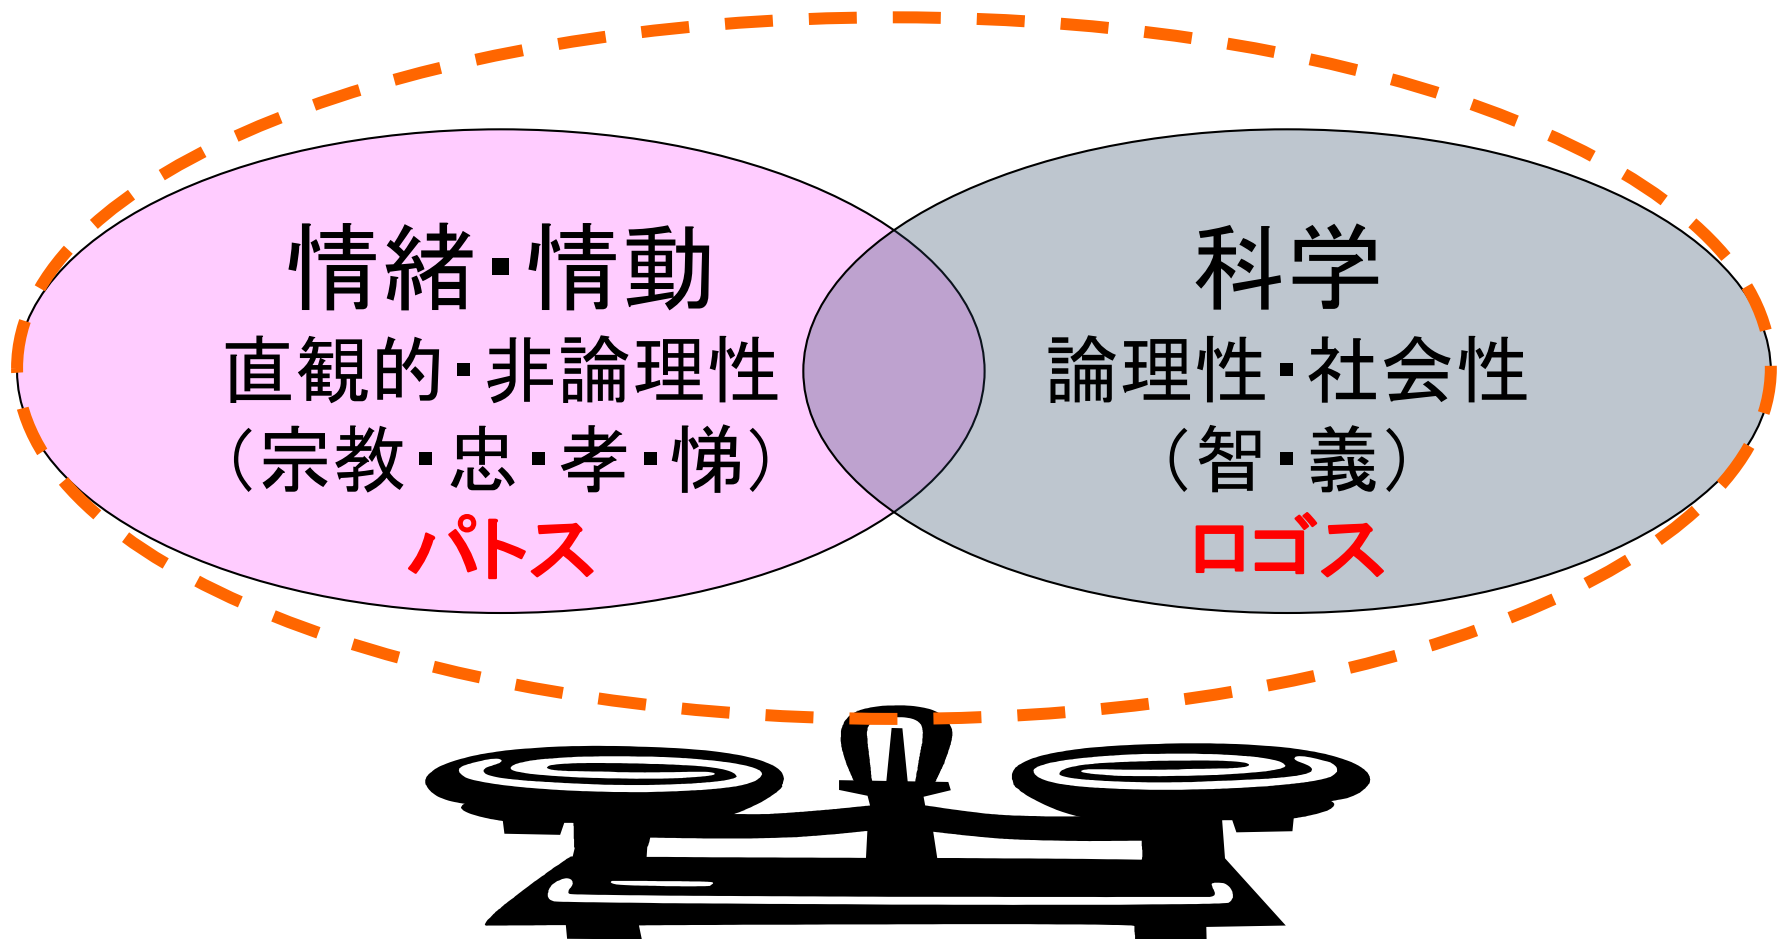 情緒・情動
直観的・非論理性
（宗教・忠・孝・悌）
パトス
科学
論理性・社会性
（智・義）
ロゴス